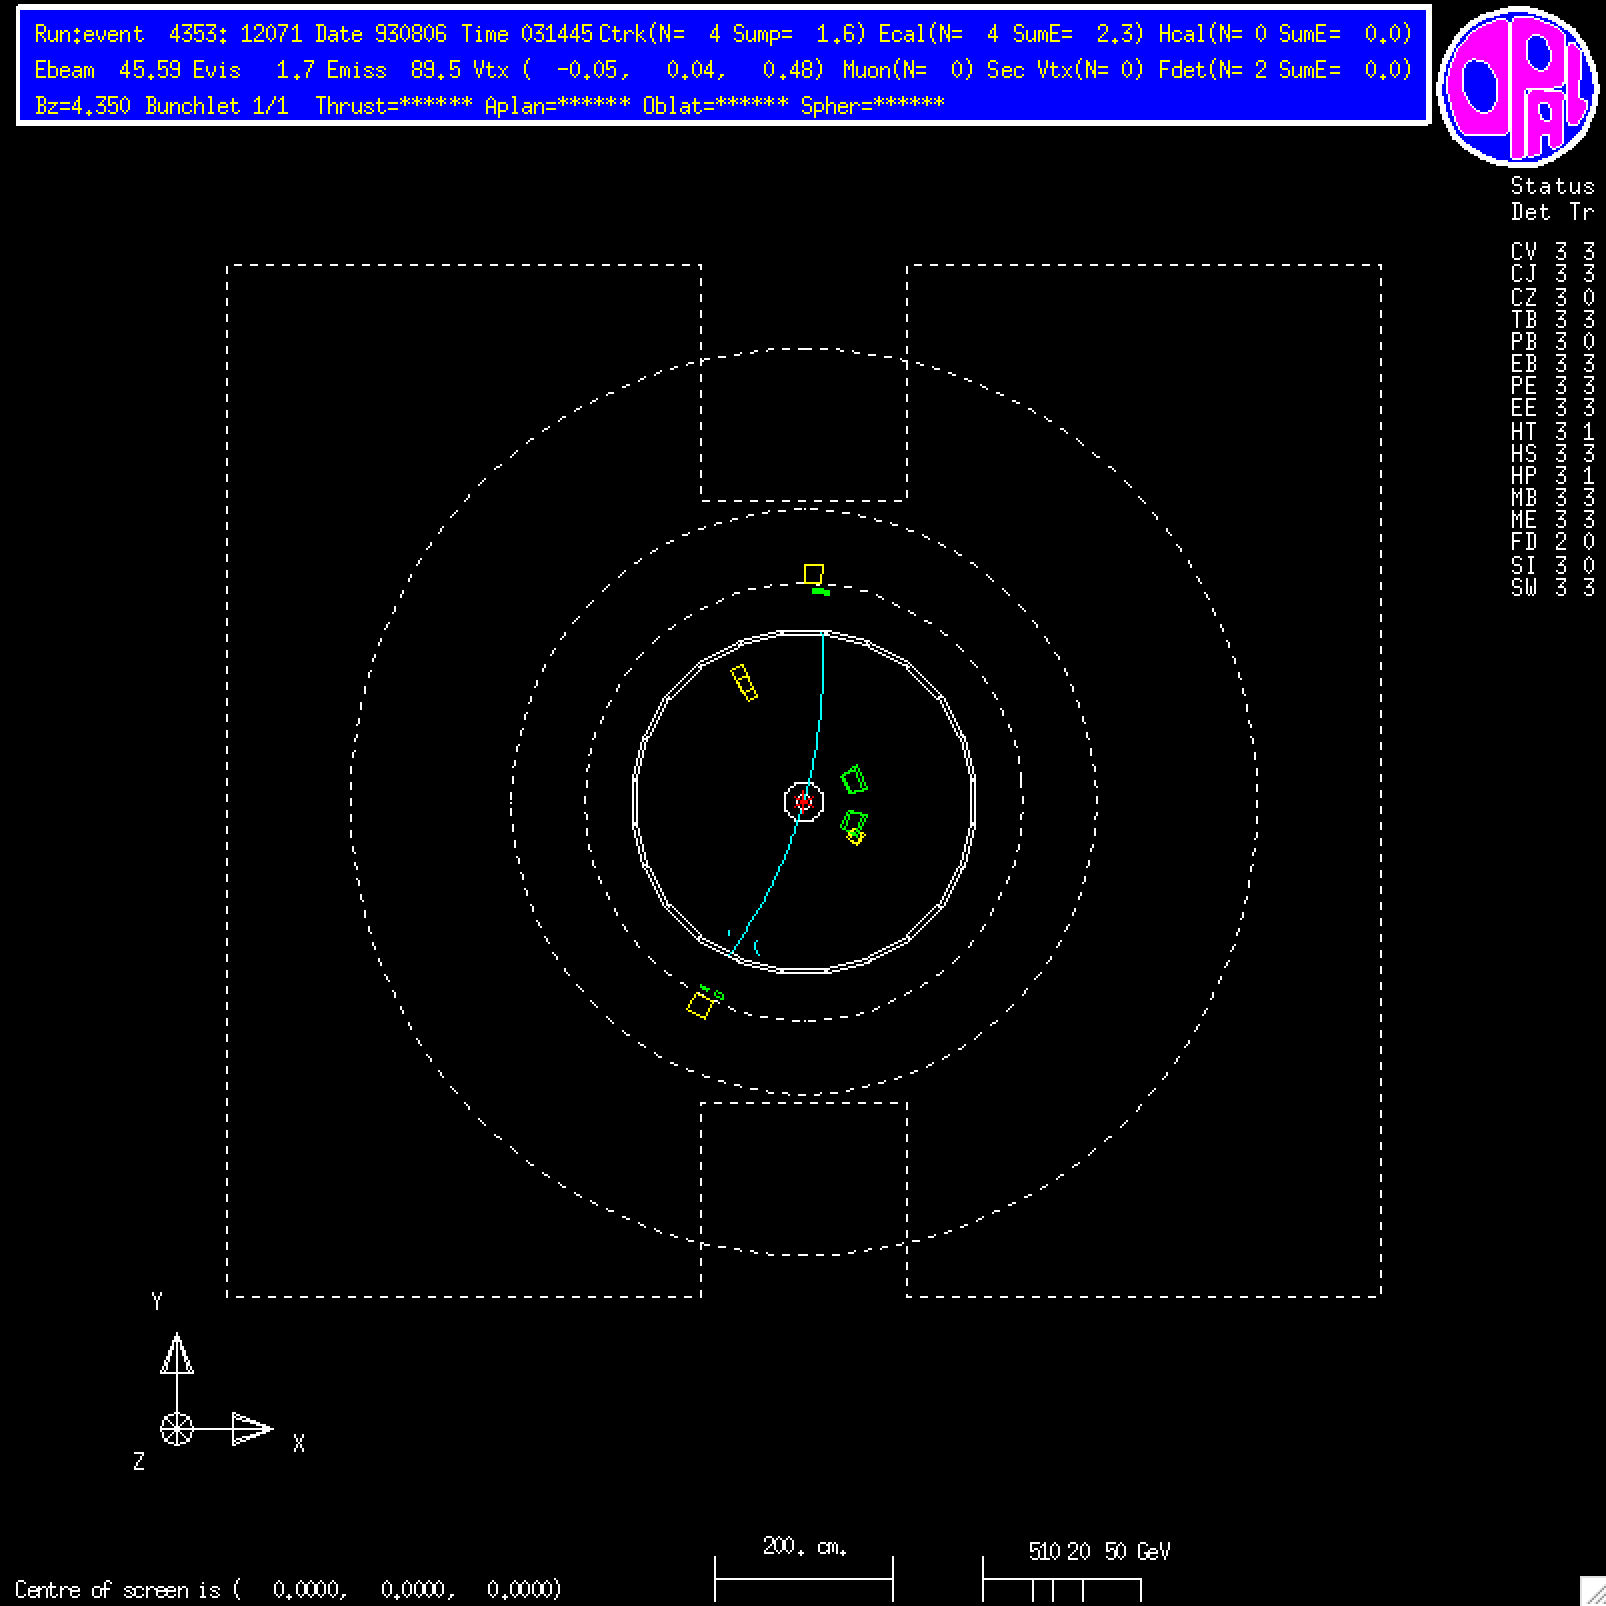 Run:event 4353: 12071 Date 930806 Time 031445 Ctrk(N= 4 Sump= 1.6) Ecal(N= 4 SumE= 2.3) Hcal(N= 0 SumE= 0.0)
Ebeam 45.59 Evis 1.7 Emiss 89.5 Vtx ( -0.05, 0.04, 0.48) Muon(N= 0) Sec Vtx(N= 0) Fdet(N= 2 SumE= 0.0)
Bz=4.350 Bunchlet 1/1 Thrust=****** Aplan=****** Oblat=****** Spher=******
OPAL
Status
Det Tr
CV 3 3
CJ 3 3
CZ 3 0
TB 3 3
PB 3 0
EB 3 3
PE 3 3
EE 3 3
HT 3 1
HS 3 3
HP 3 1
MB 3 3
ME 3 3
FD 2 0
SI 3 0
SW 3 3
Y
X
Z
200. cm.
5 10 20 50 GeV
Centre of screen is ( 0.0000, 0.0000, 0.0000)